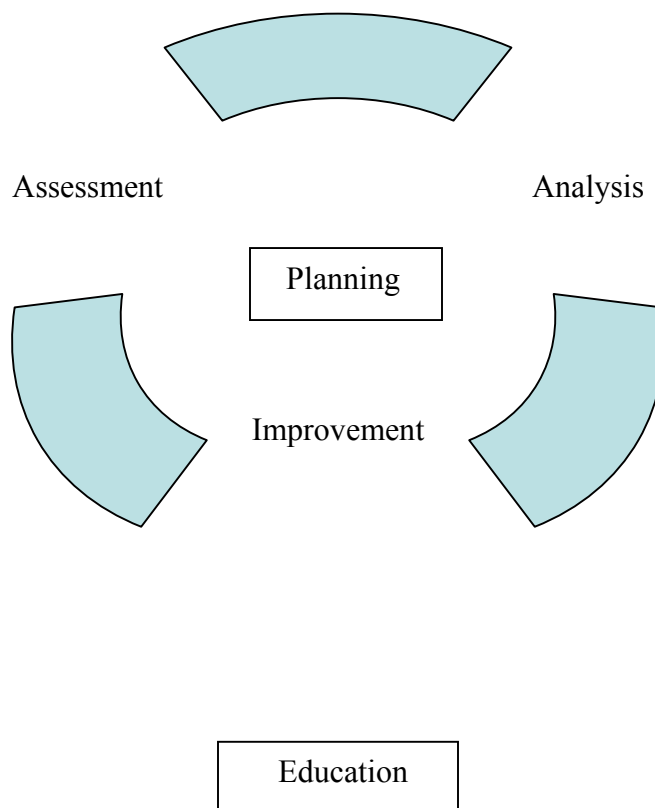 Assessment
Analysis
Planning
Improvement
Education